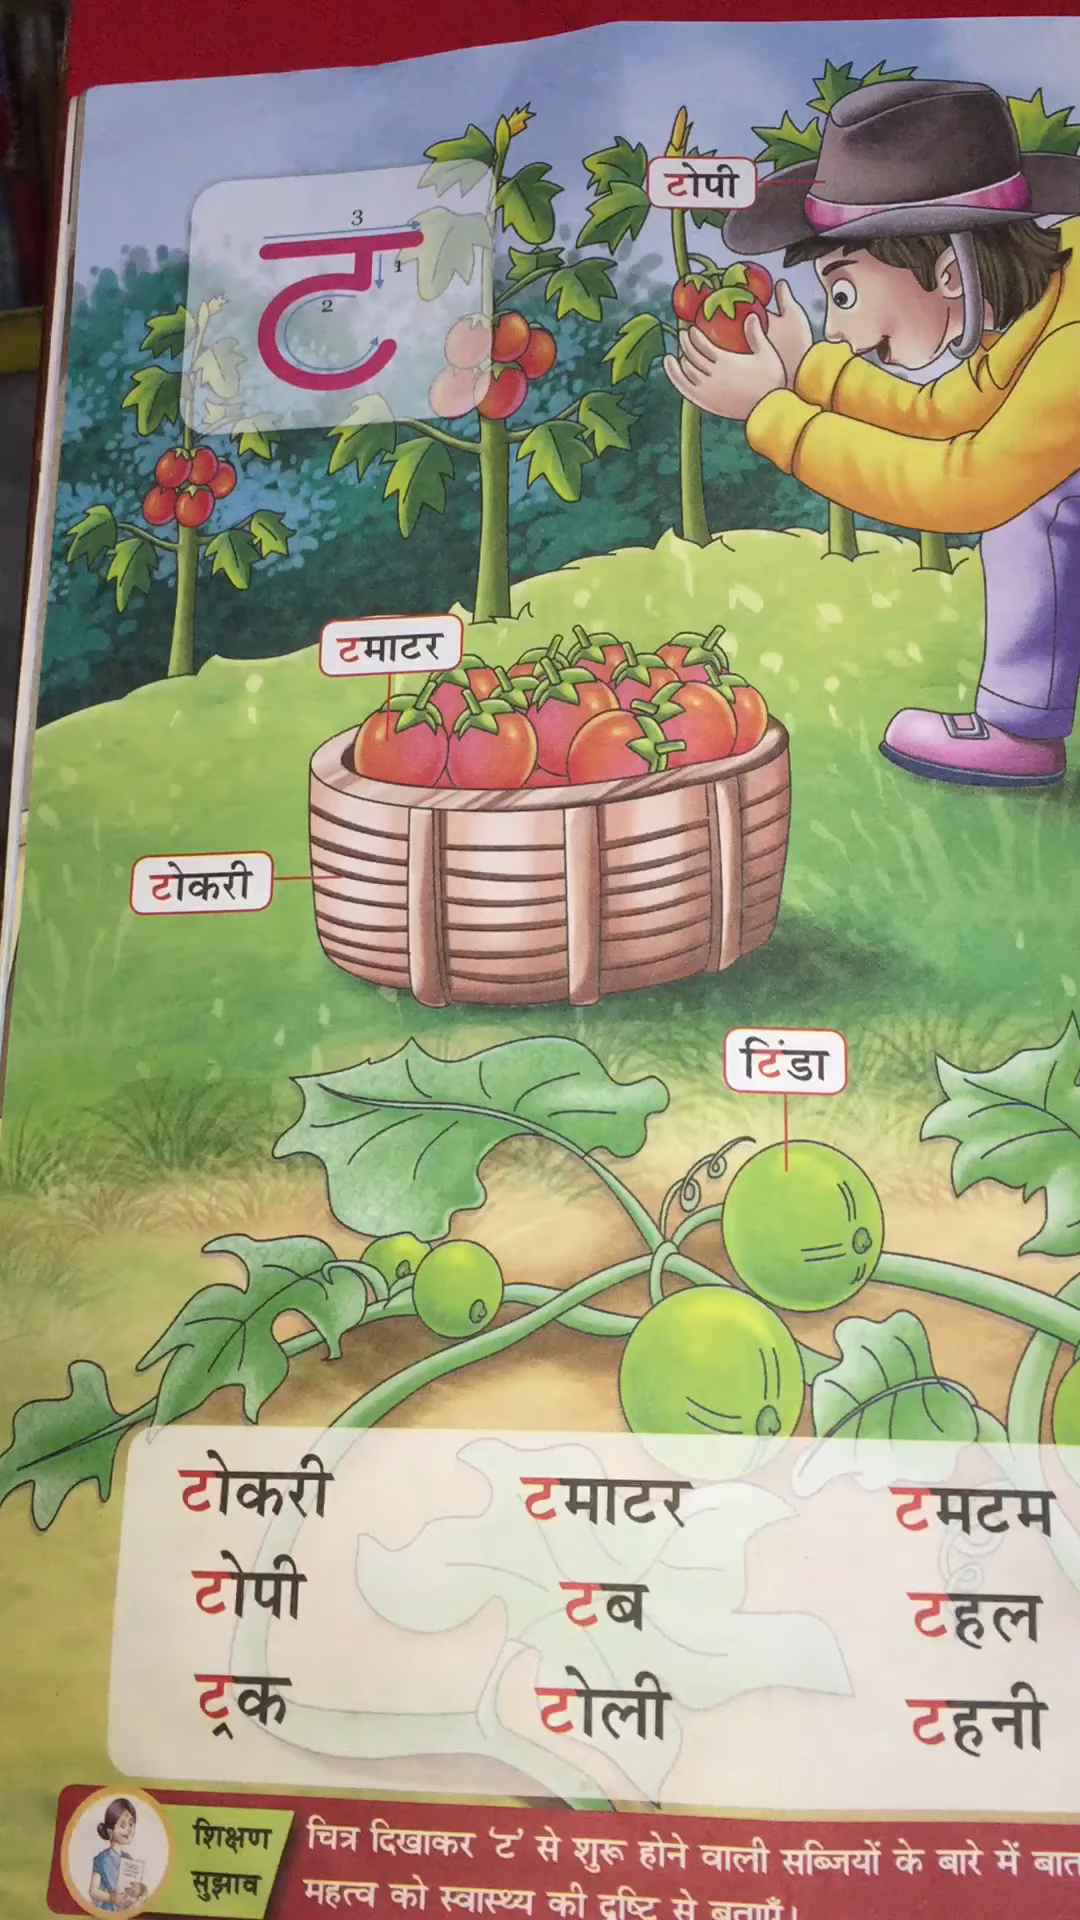 टोपी
3
ट
1
2
टमाटर
टोकरी
टिंडा
टोकरी टमाटर टमटम
टोपी टब टहल
ट्रक टोली टहनी
शिक्षण
सुझाव
चित्र दिखाकर ‘ट’ से शुरू होने वाली सब्जियों के बारे में बात
महत्व को स्वास्थ्य की दृष्टि से बताएँ।